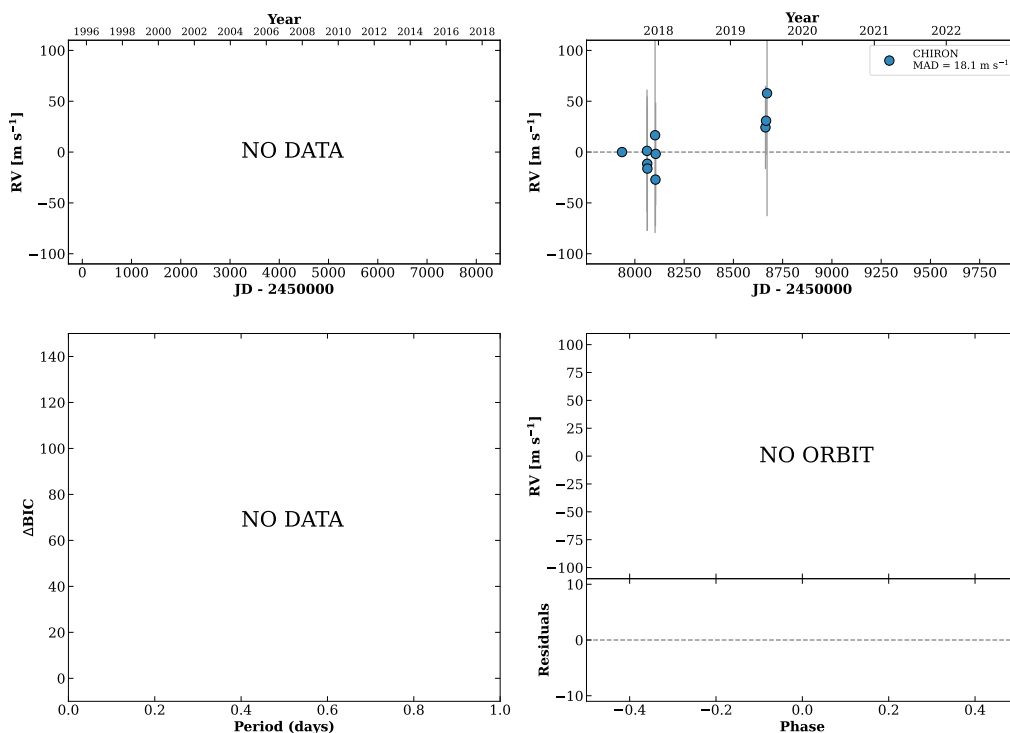 Year
1996 1998 2000 2002 2004 2006 2008 2010 2012 2014 2016 2018
100
50
0
−50
−100
RV [m s⁻¹]
NO DATA
0 1000 2000 3000 4000 5000 6000 7000 8000
JD - 2450000
Year
2018 2019 2020 2021 2022
100
50
0
−50
−100
RV [m s⁻¹]
CHIRON
MAD = 18.1 m s⁻¹
8000 8250 8500 8750 9000 9250 9500 9750
JD - 2450000
140
120
100
80
60
40
20
0
ΔBIC
NO DATA
0.0 0.2 0.4 0.6 0.8 1.0
Period (days)
100
75
50
25
0
−25
−50
−75
−100
RV [m s⁻¹]
NO ORBIT
10
0
−10
Residuals
−0.4 −0.2 0.0 0.2 0.4
Phase